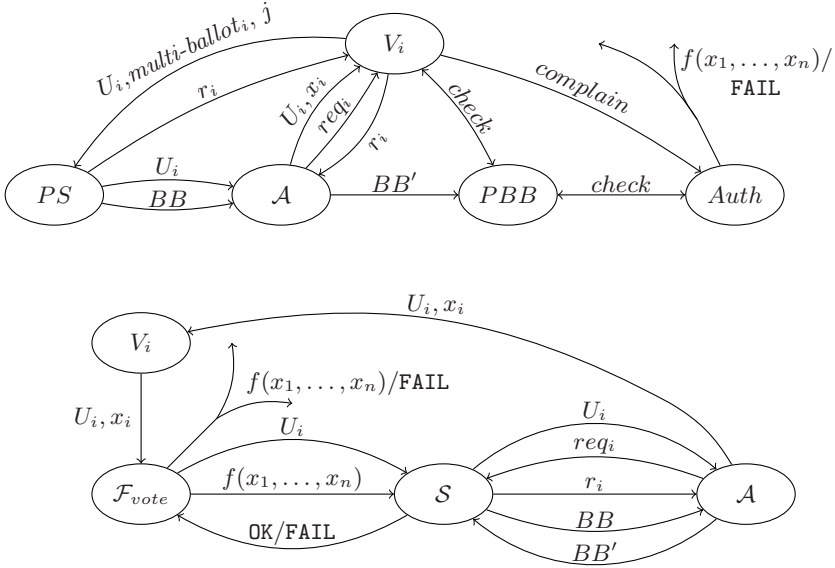 U_i, multi-ballot_i, j
V_i
r_i
U_i, x_i
req_i
r_i
check
complain
f(x_1, . . . , x_n)/
FAIL
PS
U_i
BB
𝒜
BB′
PBB
check
Auth
U_i, x_i
V_i
U_i, x_i
f(x_1, . . . , x_n)/FAIL
U_i
U_i
req_i
ℱ_vote
f(x_1, . . . , x_n)
𝒮
r_i
𝒜
OK/FAIL
BB
BB′